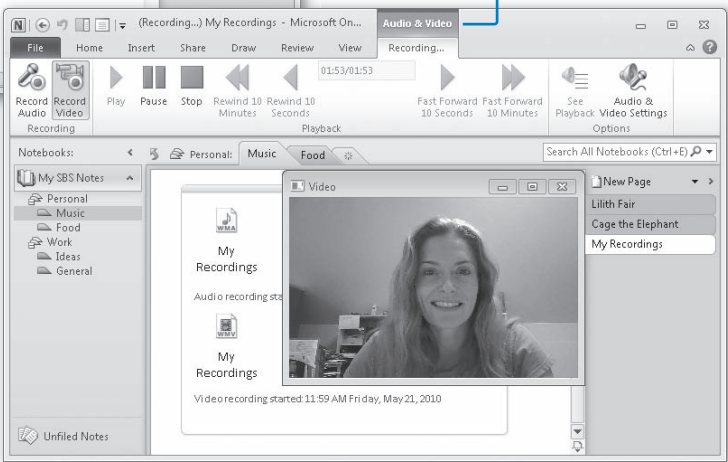 (Recording...) My Recordings - Microsoft On...
Audio & Video
File Home Insert Share Draw Review View Recording...
01:53/01:53
Record Audio
Record Video
Play
Pause
Stop
Rewind 10 Minutes
Rewind 10 Seconds
Fast Forward 10 Seconds
Fast Forward 10 Minutes
See Playback
Audio & Video Settings
Recording
Playback
Options
Notebooks:
Personal:
Music
Food
Search All Notebooks (Ctrl+E)
My SBS Notes
Personal
Music
Food
Work
Ideas
General
Unfiled Notes
WMA
My
Recordings
Audio recording sta
WMV
My
Recordings
Video recording started: 11:59 AM Friday, May 21, 2010
Video
New Page
Lilith Fair
Cage the Elephant
My Recordings